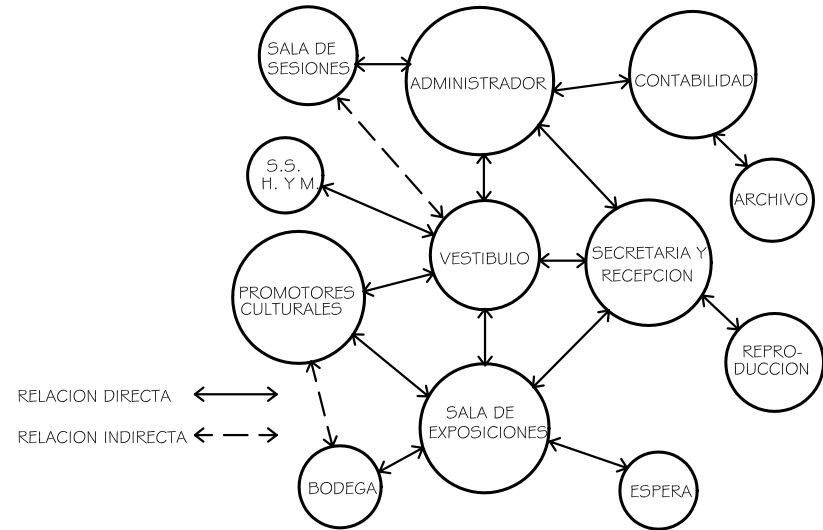 SALA DE
SESIONES
ADMINISTRADOR
CONTABILIDAD
S.S.
H. Y M.
ARCHIVO
VESTIBULO
SECRETARIA Y
RECEPCION
PROMOTORES
CULTURALES
REPRO-
DUCCION
RELACION DIRECTA
SALA DE
EXPOSICIONES
RELACION INDIRECTA
BODEGA
ESPERA